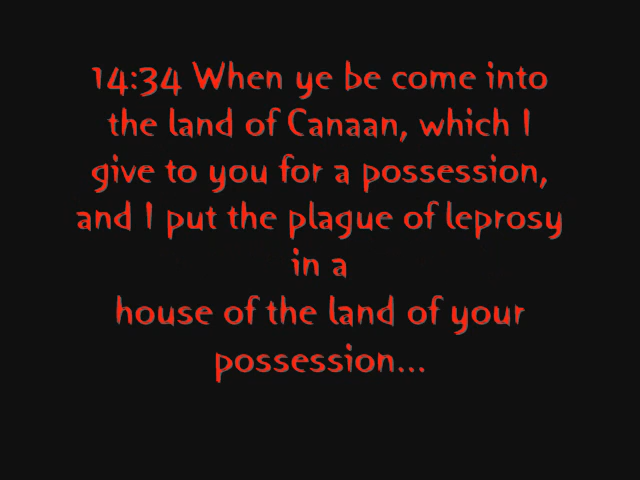 14:34 When ye be come into
the land of Canaan, which I
give to you for a possession,
and I put the plague of leprosy
in a
house of the land of your
possession...